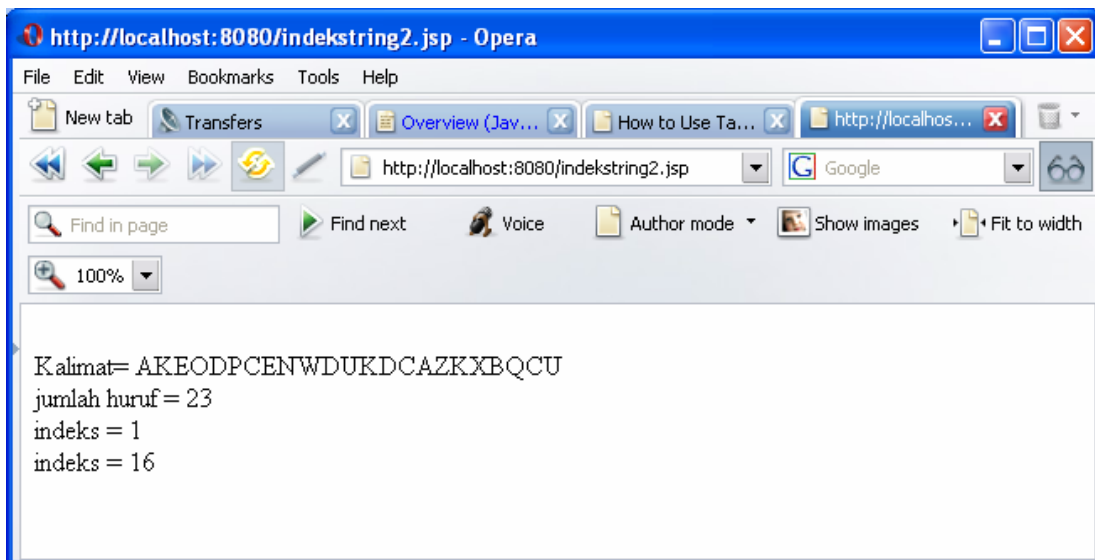 http://localhost:8080/indekstring2.jsp - Opera
File Edit View Bookmarks Tools Help
New tab Transfers Overview (Jav... How to Use Ta... http://localhos...
http://localhost:8080/indekstring2.jsp Google
Find in page Find next Voice Author mode Show images Fit to width
100%
Kalimat= AKEODPCENWDUKDCAZKXBQCU
jumlah huruf = 23
indeks = 1
indeks = 16